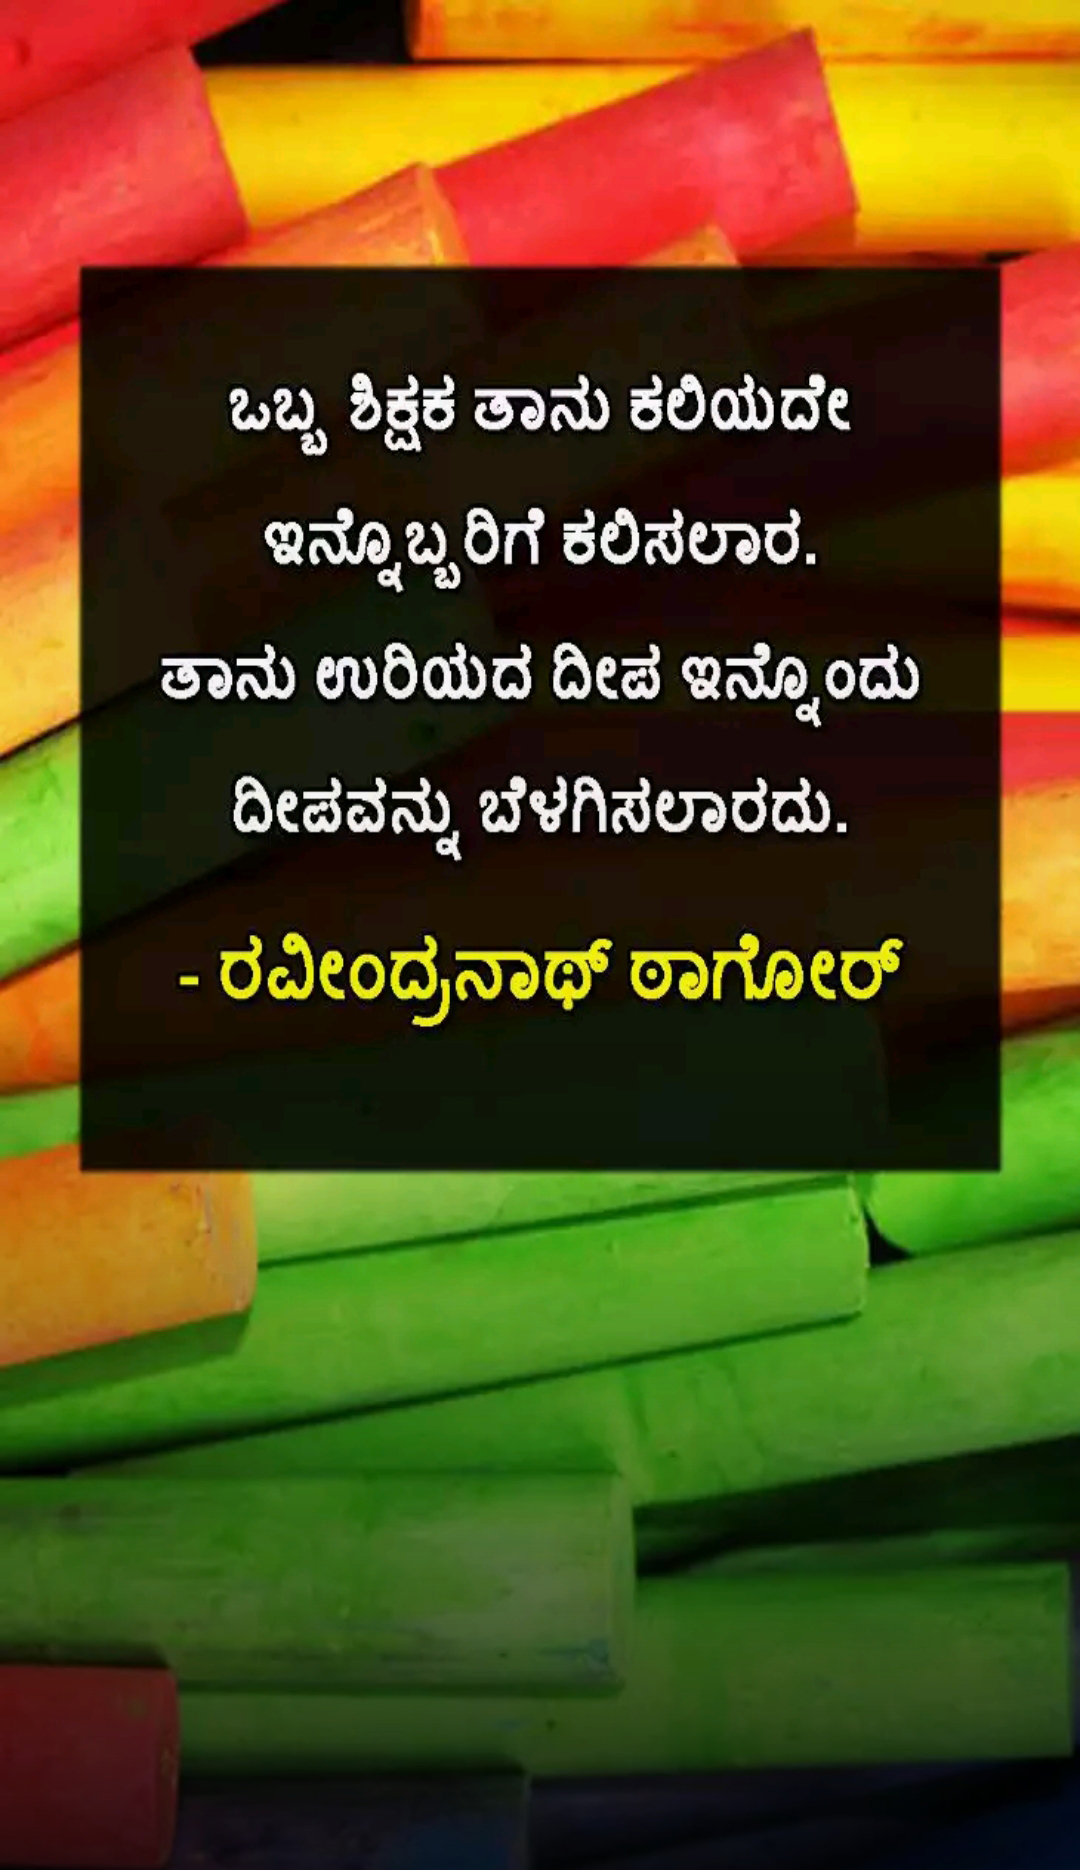 ಒಬ್ಬ ಶಿಕ್ಷಕ ತಾನು ಕಲಿಯದೇ
ಇನ್ನೊಬ್ಬರಿಗೆ ಕಲಿಸಲಾರ.
ತಾನು ಉರಿಯದ ದೀಪ ಇನ್ನೊಂದು
ದೀಪವನ್ನು ಬೆಳಗಿಸಲಾರದು.
- ರವೀಂದ್ರನಾಥ್ ಠಾಗೋರ್